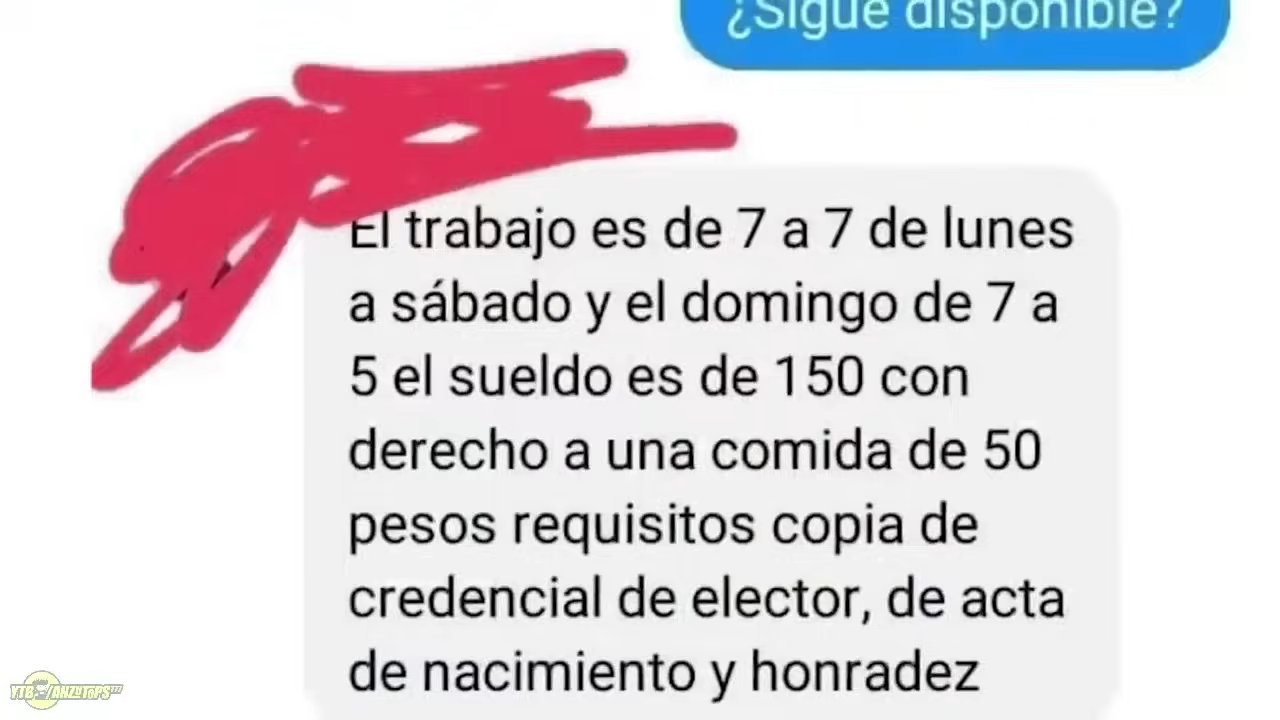 ¿Sigue disponible?
El trabajo es de 7 a 7 de lunes
a sábado y el domingo de 7 a
5 el sueldo es de 150 con
derecho a una comida de 50
pesos requisitos copia de
credencial de elector, de acta
de nacimiento y honradez